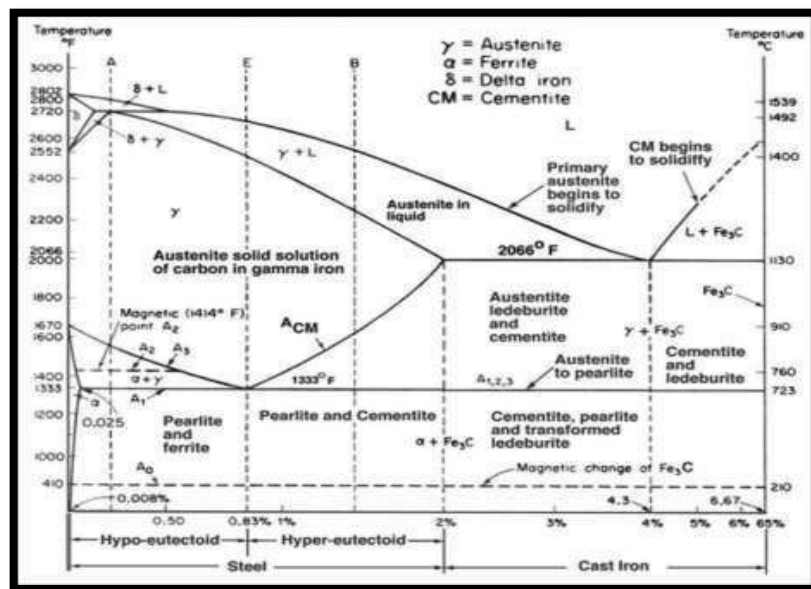 Temperature
°F
A
E
B
γ = Austenite
α = Ferrite
δ = Delta iron
CM = Cementite
Temperature
°C
3000
2802
2800
2720
2600
2552
2400
2200
2066
2000
1800
1670
1600
1400
1333
1200
1000
410
δ + L
δ
δ + γ
γ + L
L
γ
Austenite in
liquid
Primary
austenite
begins to
solidify
CM begins
to solidify
L + Fe₃C
2066° F
Austenite solid solution
of carbon in gamma iron
Magnetic (1414° F)
point A₂
A₂
A₃
α+γ
A₁
α
0,025
A_CM
1333° F
Austentite
ledeburite
and
cementite
γ + Fe₃C
Fe₃C
Cementite
and
ledeburite
Austenite
to pearlite
A₁,₂,₃
Pearlite
and
ferrite
Pearlite and Cementite
Cementite, pearlite
and transformed
ledeburite
α + Fe₃C
Magnetic change of Fe₃C
A₀
0,008%
4.3
6,67
1539
1492
1400
1130
910
760
723
210
0,50
0,83%
1%
2%
3%
4%
5%
6%
65%
Hypo-eutectoid
Hyper-eutectoid
Steel
Cast Iron